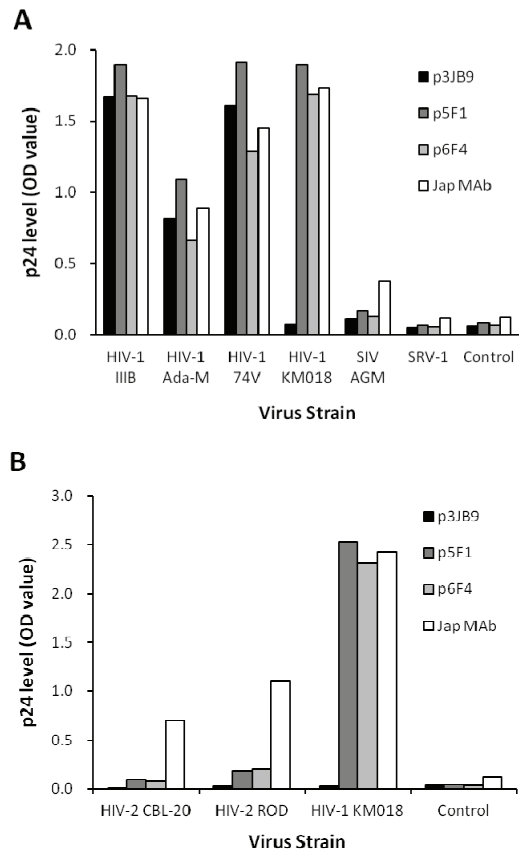 A
2.0
1.5
1.0
0.5
0.0
p24 level (OD value)
p3JB9
p5F1
p6F4
Jap MAb
HIV-1 IIIB
HIV-1 Ada-M
HIV-1 74V
HIV-1 KM018
SIV AGM
SRV-1
Control
Virus Strain
B
3.0
2.5
2.0
1.5
1.0
0.5
0.0
p24 level (OD value)
p3JB9
p5F1
p6F4
Jap MAb
HIV-2 CBL-20
HIV-2 ROD
HIV-1 KM018
Control
Virus Strain